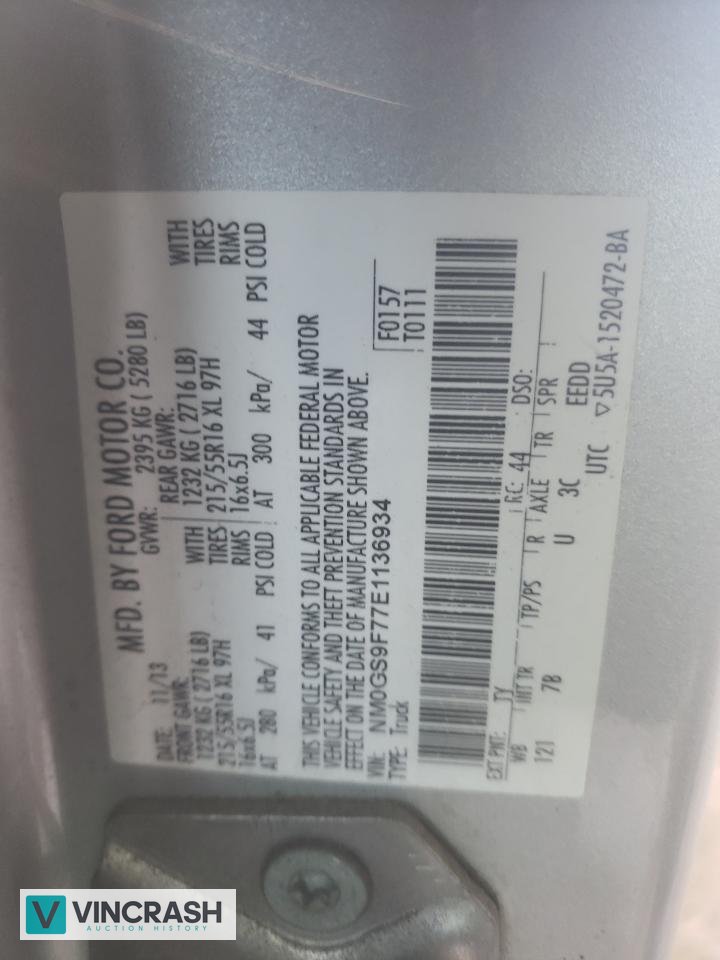 MFD. BY FORD MOTOR CO.
DATE: 11/13 GVWR: 2395 KG ( 5280 LB)
FRONT GAWR: REAR GAWR:
1232 KG ( 2716 LB) WITH 1232 KG ( 2716 LB) WITH
215/55R16 XL 97H TIRES 215/55R16 XL 97H TIRES
16x6.5J RIMS 16x6.5J RIMS
AT 280 kPa/ 41 PSI COLD AT 300 kPa/ 44 PSI COLD
THIS VEHICLE CONFORMS TO ALL APPLICABLE FEDERAL MOTOR
VEHICLE SAFETY AND THEFT PREVENTION STANDARDS IN
EFFECT ON THE DATE OF MANUFACTURE SHOWN ABOVE.
VIN: NM0GS9F77E1136934 F0157
TYPE: Truck T0111
EXT PNT: JY RC: 44 DSO:
WB INT TR TP/PS R AXLE TR SPR
121 7B U 3C EEDD
UTC ▽5U5A-1520472-BA
V VINCRASH
AUCTION HISTORY